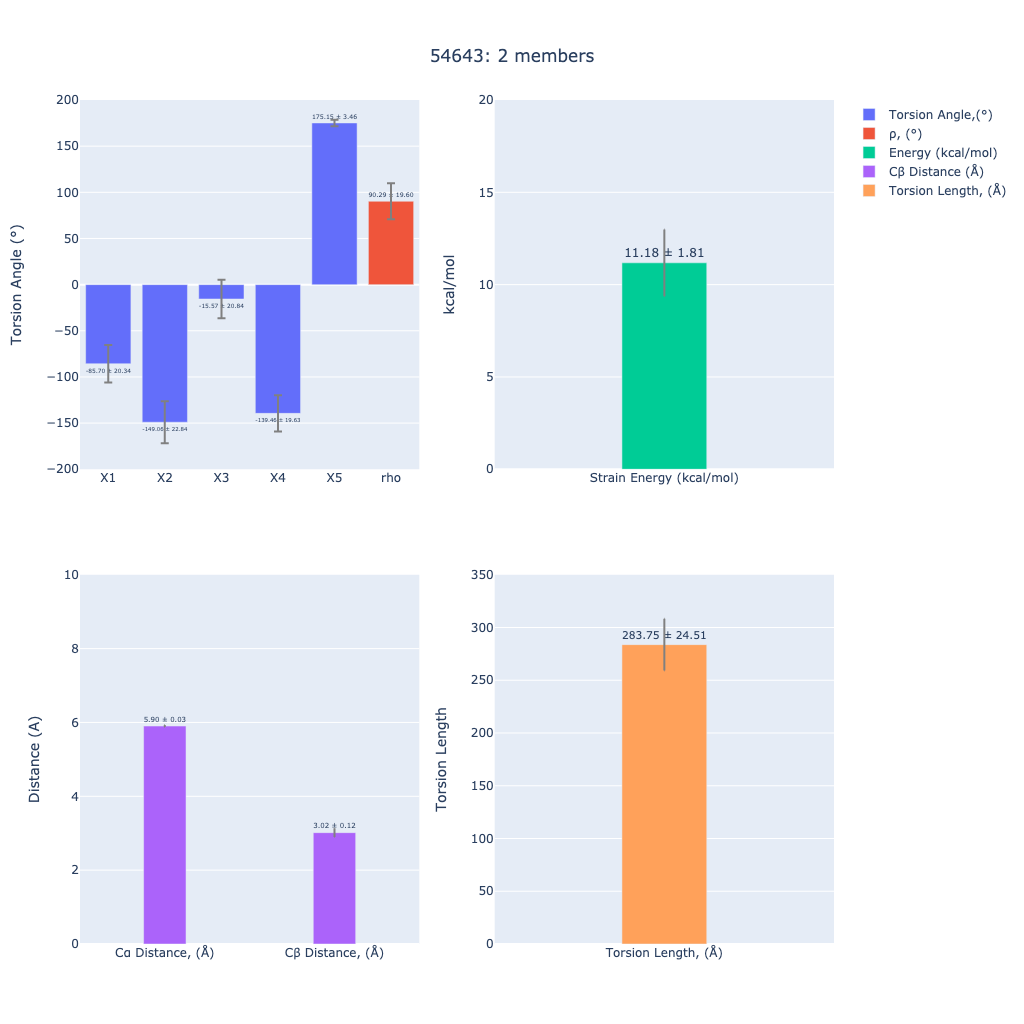 54643: 2 members
Torsion Angle (°)
200
150
100
50
0
−50
−100
−150
−200
-85.70 ± 20.34
-149.06 ± 22.84
-15.57 ± 20.84
-139.46 ± 19.63
175.15 ± 3.46
90.29 ± 19.60
X1 X2 X3 X4 X5 rho
kcal/mol
20
15
10
5
0
11.18 ± 1.81
Strain Energy (kcal/mol)
Torsion Angle,(°)
ρ, (°)
Energy (kcal/mol)
Cβ Distance (Å)
Torsion Length, (Å)
Distance (A)
10
8
6
4
2
0
5.90 ± 0.03
3.02 ± 0.12
Cα Distance, (Å) Cβ Distance, (Å)
Torsion Length
350
300
250
200
150
100
50
0
283.75 ± 24.51
Torsion Length, (Å)